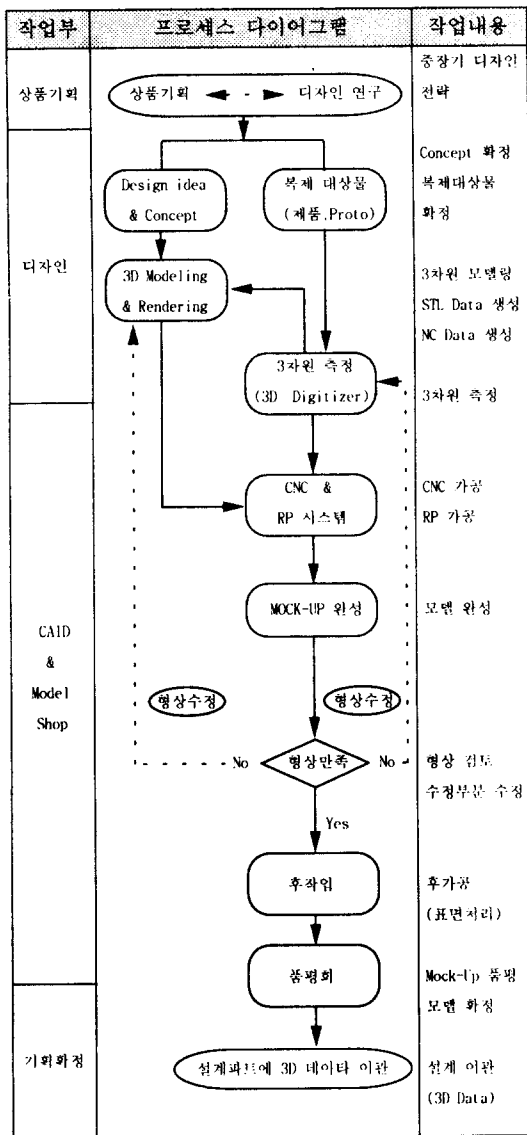 작업부 프로세스 다이어그램 작업내용
중장기 디자인
전략
상품기획
상품기획 디자인 연구
Design idea
& Concept
복제 대상물
(제품,Proto)
Concept 확정
복제대상물
확정
디자인
3D Modeling
& Rendering
3차원 모델링
STL Data 생성
NC Data 생성
3차원 측정
(3D Digitizer)
3차원 측정
CNC &
RP 시스템
CNC 가공
RP 가공
MOCK-UP 완성
모델 완성
CAID
&
Model
Shop
형상수정
형상수정
No 형상만족 No
형상 검토
수정부분 수정
Yes
후작업
후가공
(표면처리)
품평회
Mock-Up 품평
모델 확정
기획확정
설계파트에 3D 데이타 이관
설계 이관
(3D Data)